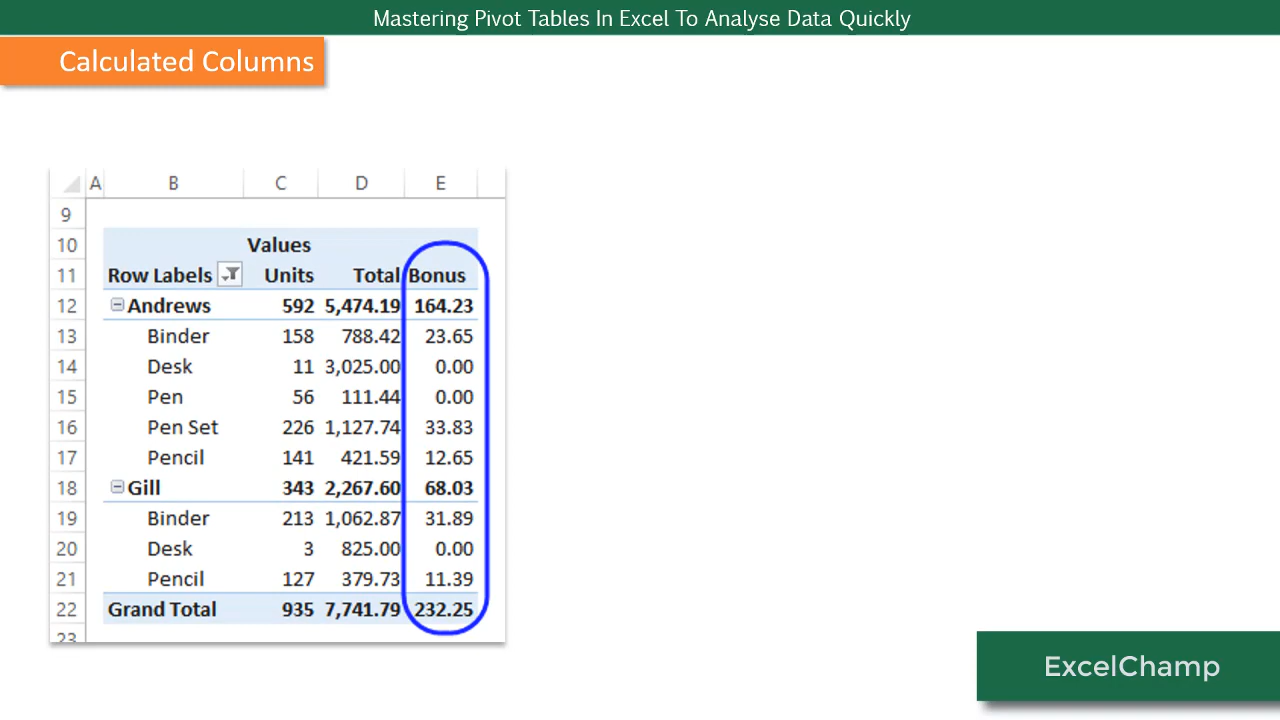 Mastering Pivot Tables In Excel To Analyse Data Quickly
Calculated Columns
A B C D E
9
10 Values
11 Row Labels Units Total Bonus
12 Andrews 592 5,474.19 164.23
13 Binder 158 788.42 23.65
14 Desk 11 3,025.00 0.00
15 Pen 56 111.44 0.00
16 Pen Set 226 1,127.74 33.83
17 Pencil 141 421.59 12.65
18 Gill 343 2,267.60 68.03
19 Binder 213 1,062.87 31.89
20 Desk 3 825.00 0.00
21 Pencil 127 379.73 11.39
22 Grand Total 935 7,741.79 232.25
23
ExcelChamp